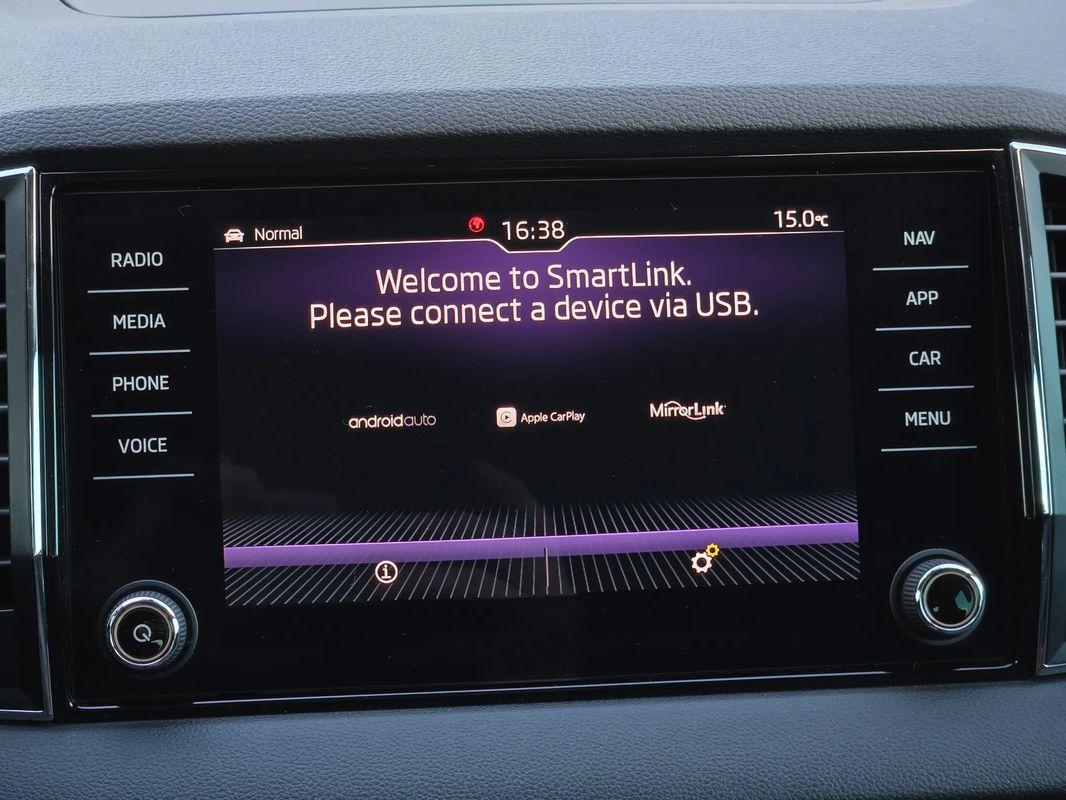 Normal
16:38
15.0°C
Welcome to SmartLink.
Please connect a device via USB.
androidauto
Apple CarPlay
MirrorLink
RADIO
MEDIA
PHONE
VOICE
NAV
APP
CAR
MENU